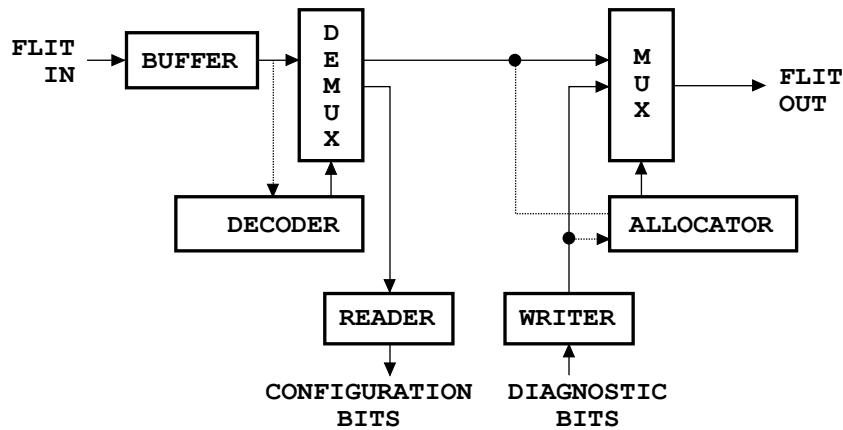 FLIT
IN
BUFFER
D
E
M
U
X
M
U
X
FLIT
OUT
DECODER
ALLOCATOR
READER
WRITER
CONFIGURATION
BITS
DIAGNOSTIC
BITS